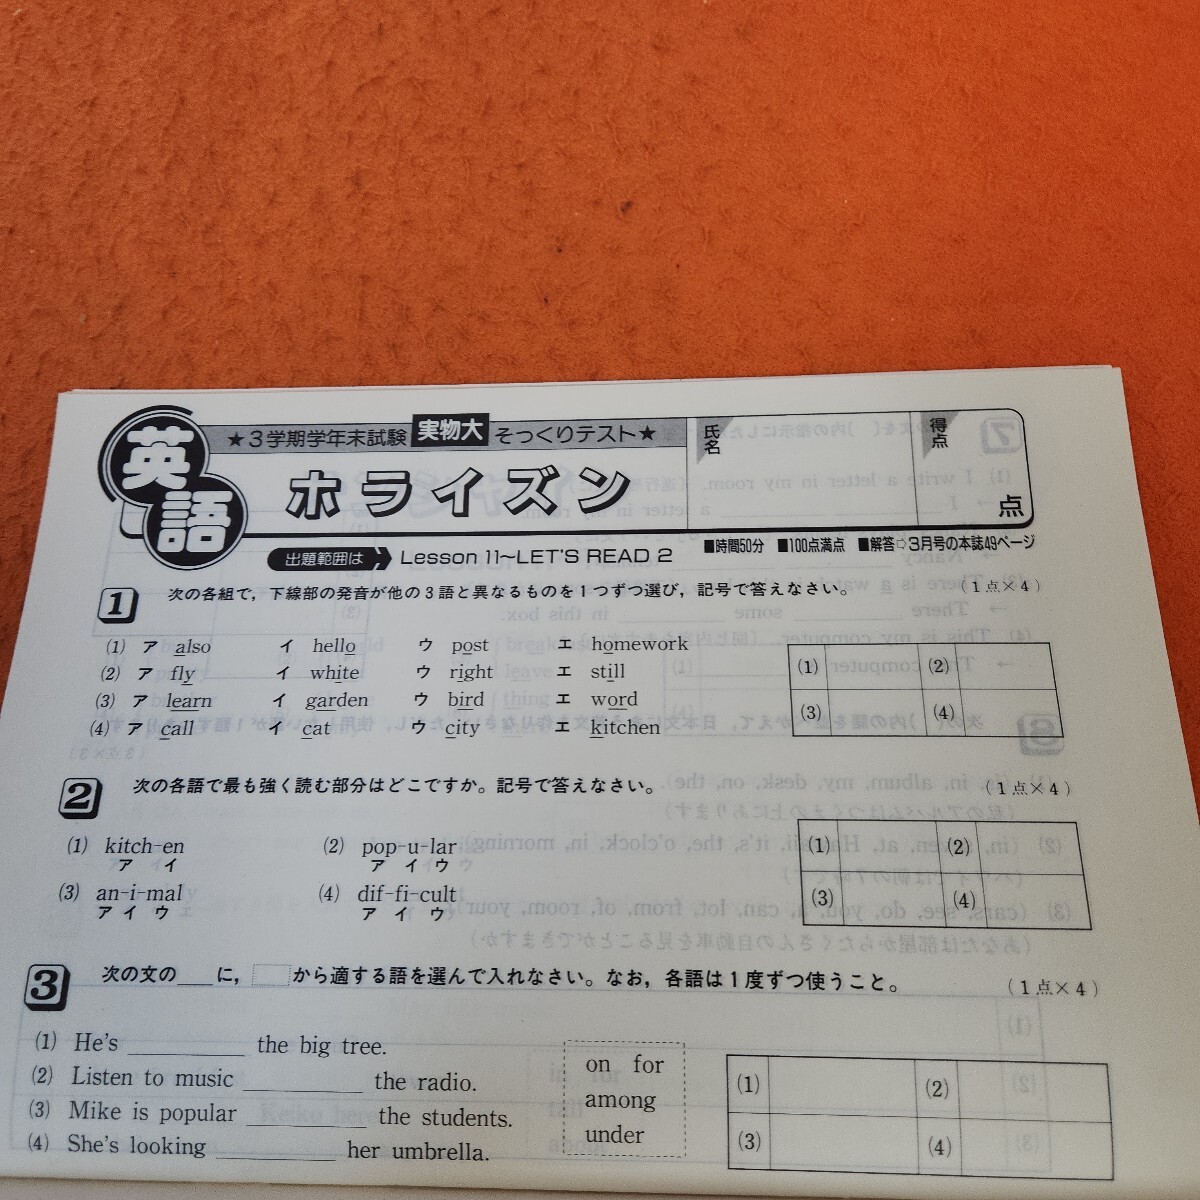 英語
★3学期学年末試験 実物大 そっくりテスト★
ホライズン
氏名
得点
点
出題範囲は Lesson 11~LET'S READ 2
■時間50分 ■100点満点 ■解答⇨3月号の本誌49ページ
1 次の各組で，下線部の発音が他の3語と異なるものを1つずつ選び，記号で答えなさい。 (1点×4)
(1) ア also イ hello ウ post エ homework
(2) ア fly イ white ウ right エ still
(3) ア learn イ garden ウ bird エ word
(4) ア call イ cat ウ city エ kitchen
(1) (2)
(3) (4)
2 次の各語で最も強く読む部分はどこですか。記号で答えなさい。 (1点×4)
(1) kitch-en (2) pop-u-lar
ア イ ア イ ウ
(3) an-i-mal (4) dif-fi-cult
ア イ ウ ア イ ウ
(1) (2)
(3) (4)
3 次の文の___に，□から適する語を選んで入れなさい。なお，各語は1度ずつ使うこと。 (1点×4)
(1) He's ________ the big tree.
(2) Listen to music ________ the radio.
(3) Mike is popular ________ the students.
(4) She's looking ________ her umbrella.
on for
among
under
(1) (2)
(3) (4)